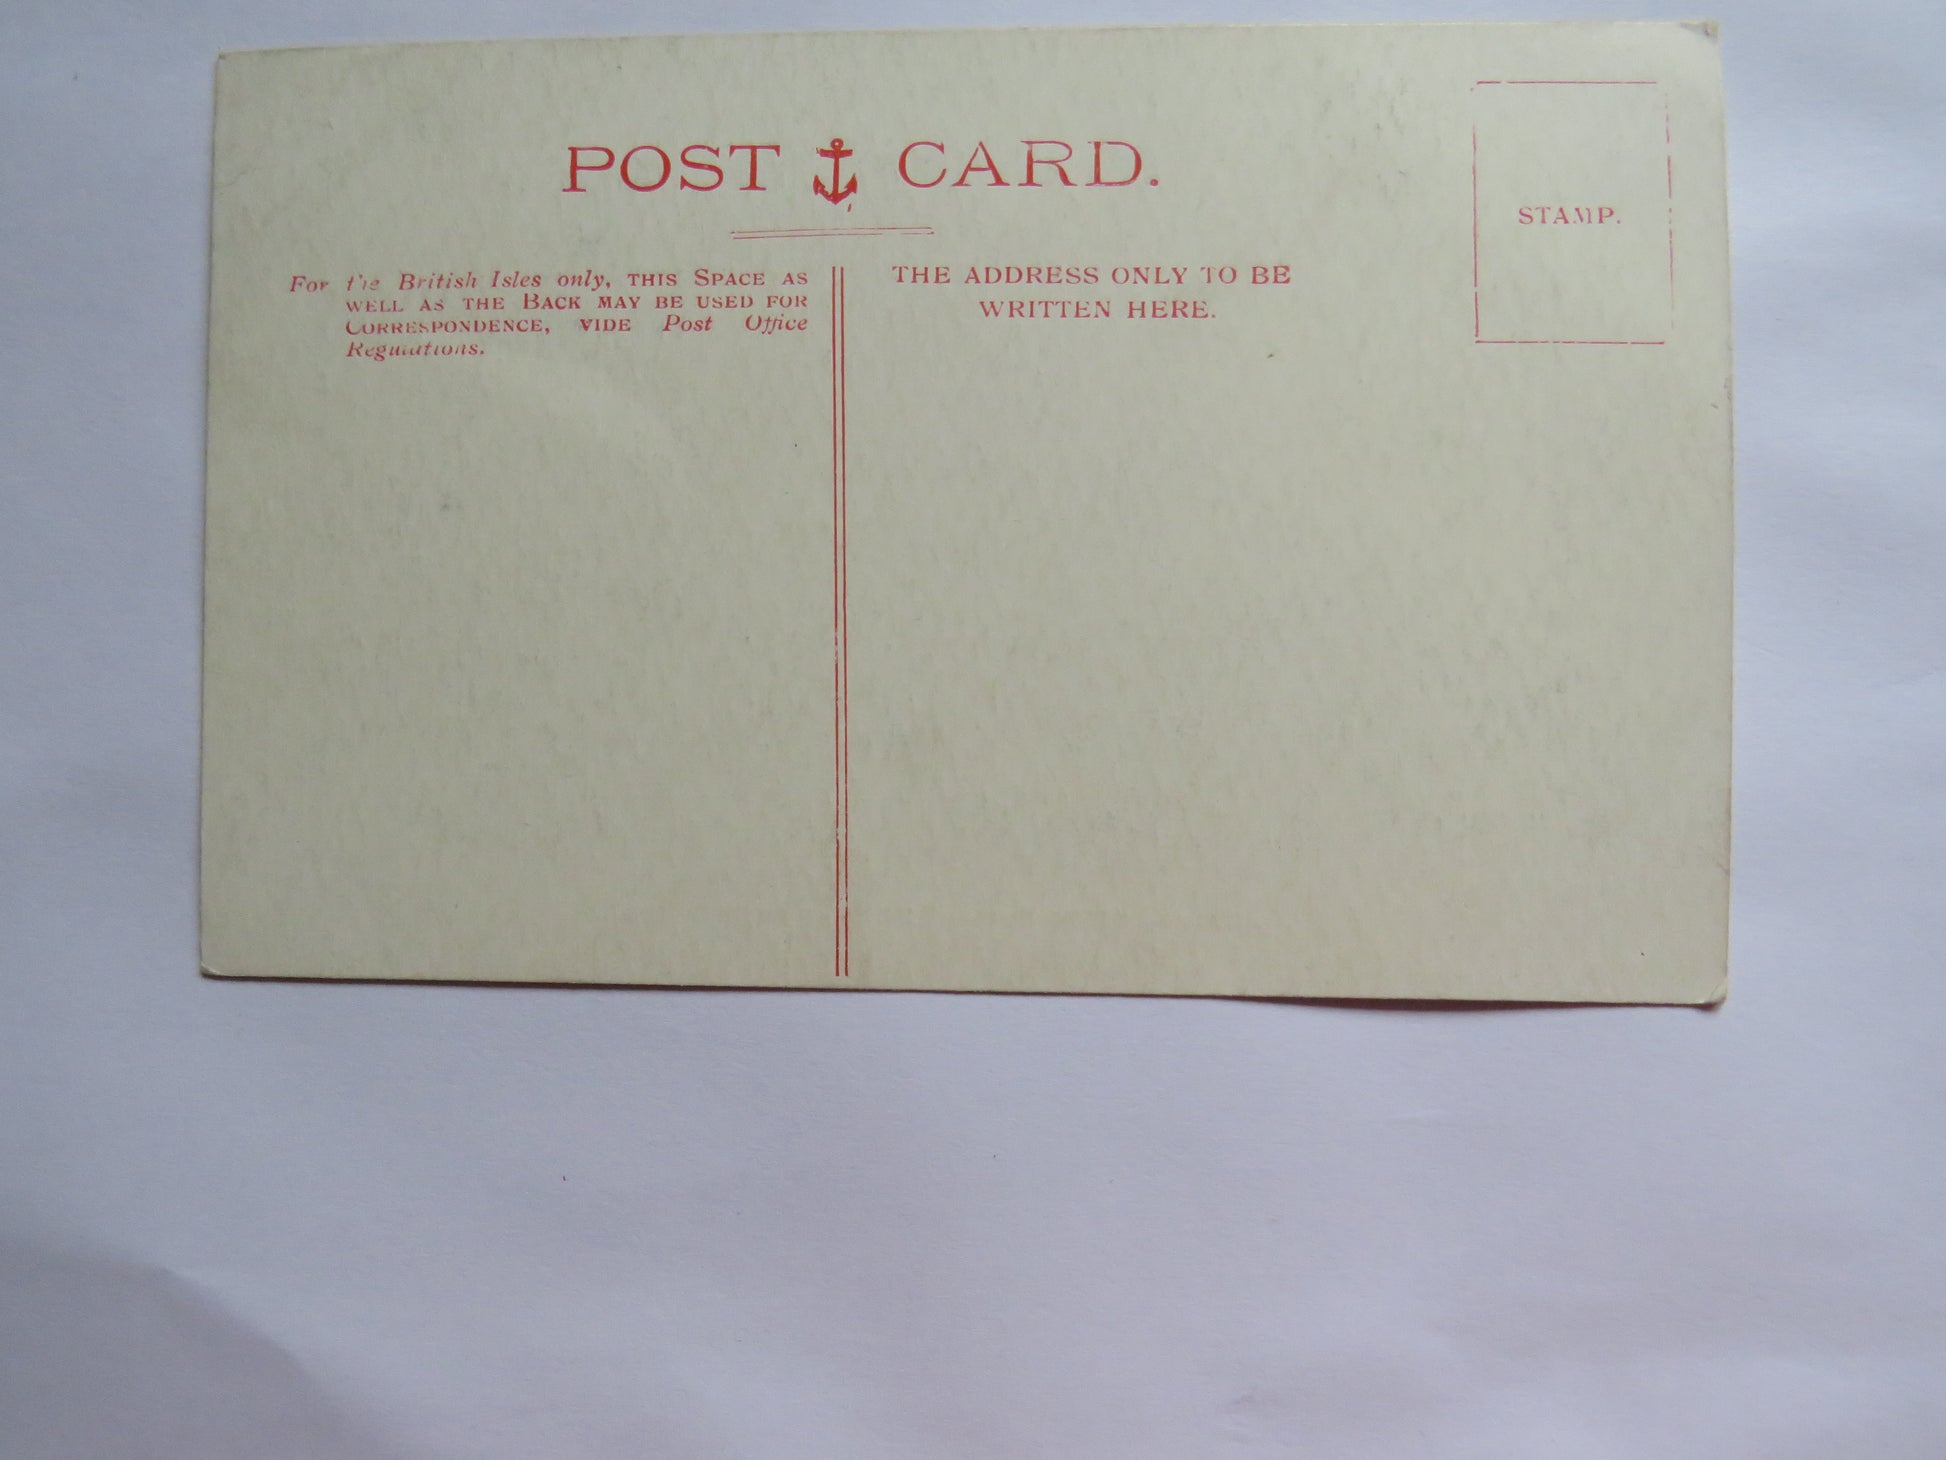 POST CARD.
STAMP.
For the British Isles only, THIS SPACE AS
WELL AS THE BACK MAY BE USED FOR
CORRESPONDENCE, VIDE Post Office
Regulations.
THE ADDRESS ONLY TO BE
WRITTEN HERE.